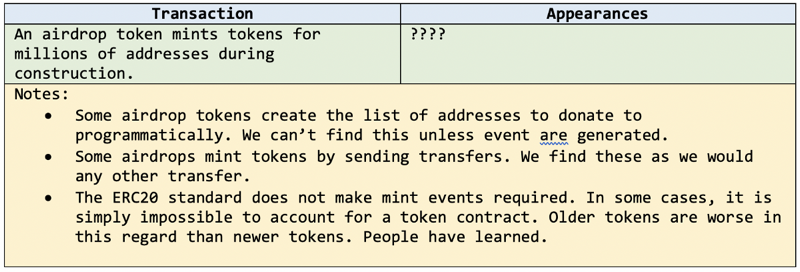 Transaction Appearances
An airdrop token mints tokens for ????
millions of addresses during
construction.
Notes:
• Some airdrop tokens create the list of addresses to donate to
programmatically. We can’t find this unless event are generated.
• Some airdrops mint tokens by sending transfers. We find these as we would
any other transfer.
• The ERC20 standard does not make mint events required. In some cases, it is
simply impossible to account for a token contract. Older tokens are worse in
this regard than newer tokens. People have learned.